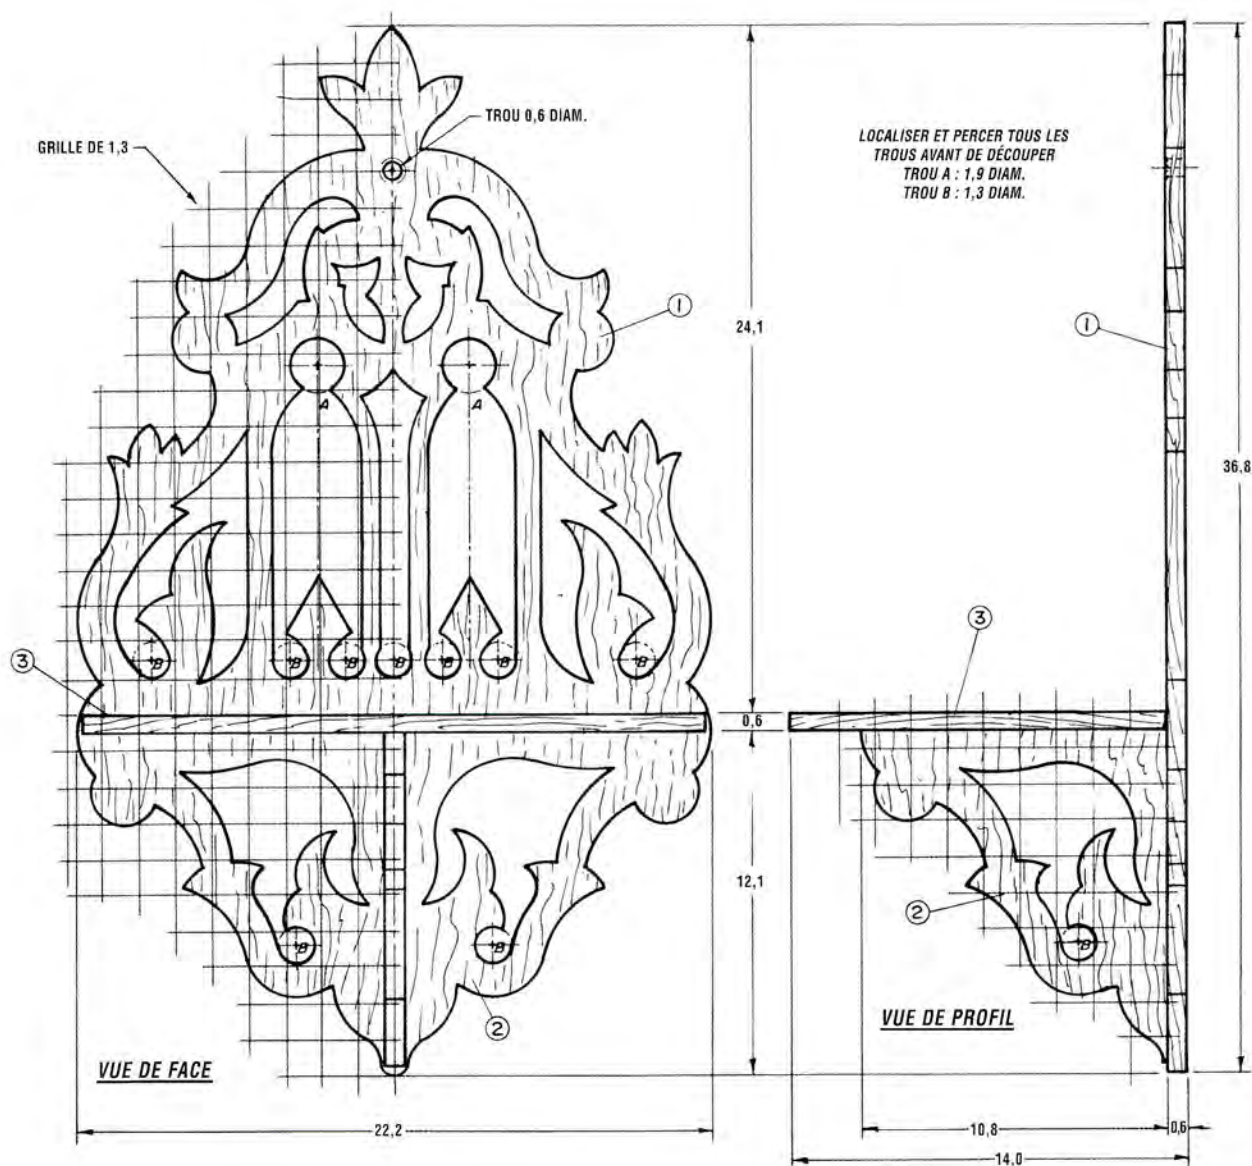 TROU 0,6 DIAM.
GRILLE DE 1,3
LOCALISER ET PERCER TOUS LES
TROUS AVANT DE DÉCOUPER
TROU A : 1,9 DIAM.
TROU B : 1,3 DIAM.
1
1
24,1
A
A
36,8
3
3
B
B
B
B
B
B
B
0,6
12,1
2
B
B
B
2
VUE DE PROFIL
VUE DE FACE
22,2
10,8
0,6
14,0